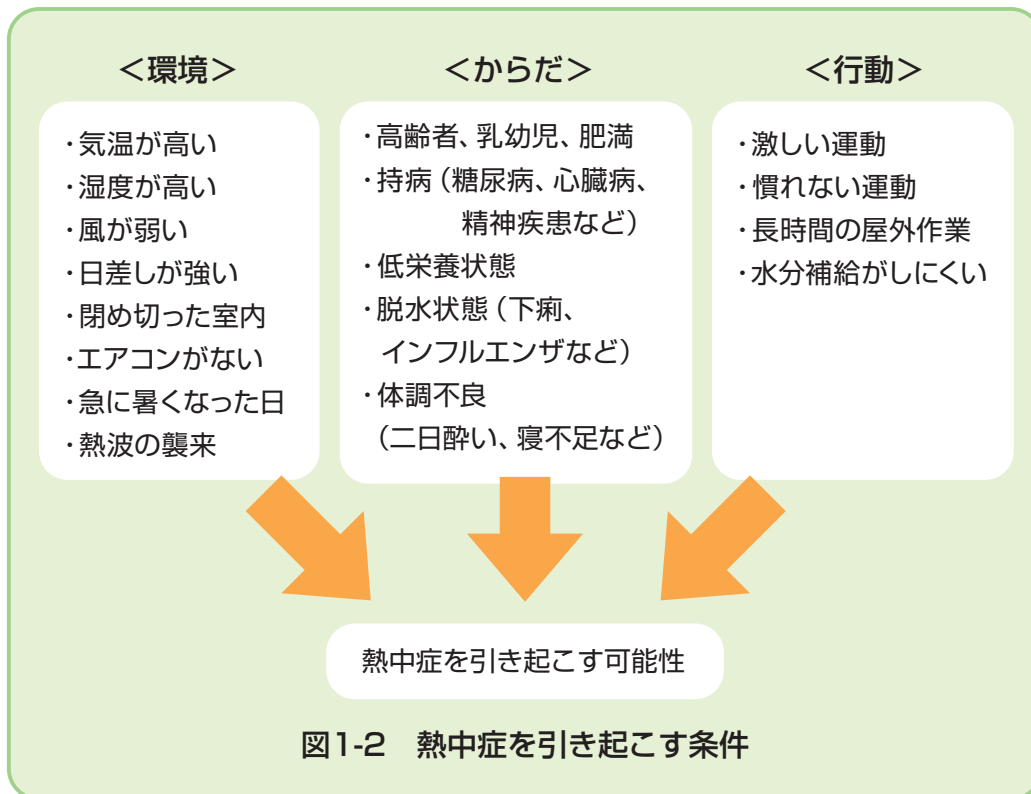 ＜環境＞
・気温が高い
・湿度が高い
・風が弱い
・日差しが強い
・閉め切った室内
・エアコンがない
・急に暑くなった日
・熱波の襲来
＜からだ＞
・高齢者、乳幼児、肥満
・持病（糖尿病、心臓病、
精神疾患など）
・低栄養状態
・脱水状態（下痢、
インフルエンザなど）
・体調不良
（二日酔い、寝不足など）
＜行動＞
・激しい運動
・慣れない運動
・長時間の屋外作業
・水分補給がしにくい
熱中症を引き起こす可能性
図1-2　熱中症を引き起こす条件